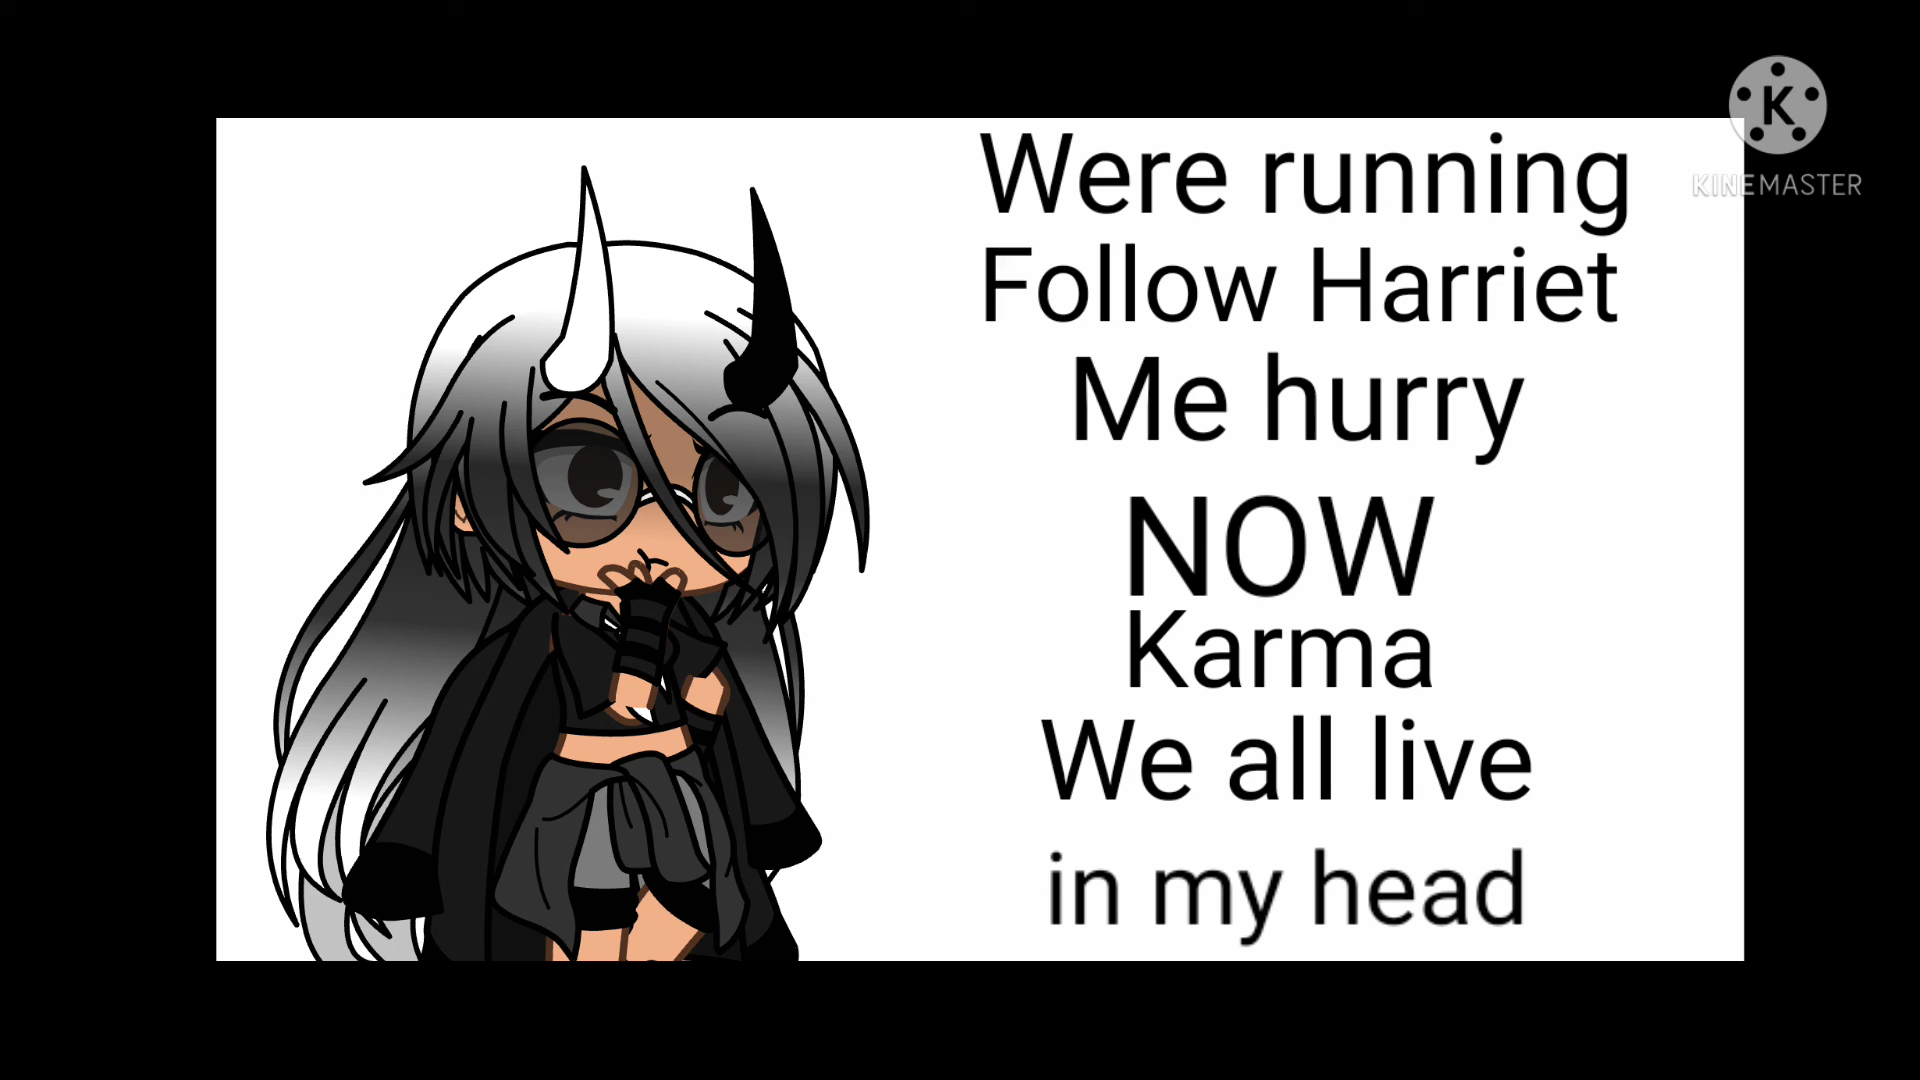 Were running
Follow Harriet
Me hurry
NOW
Karma
We all live
in my head
K
KINEMASTER